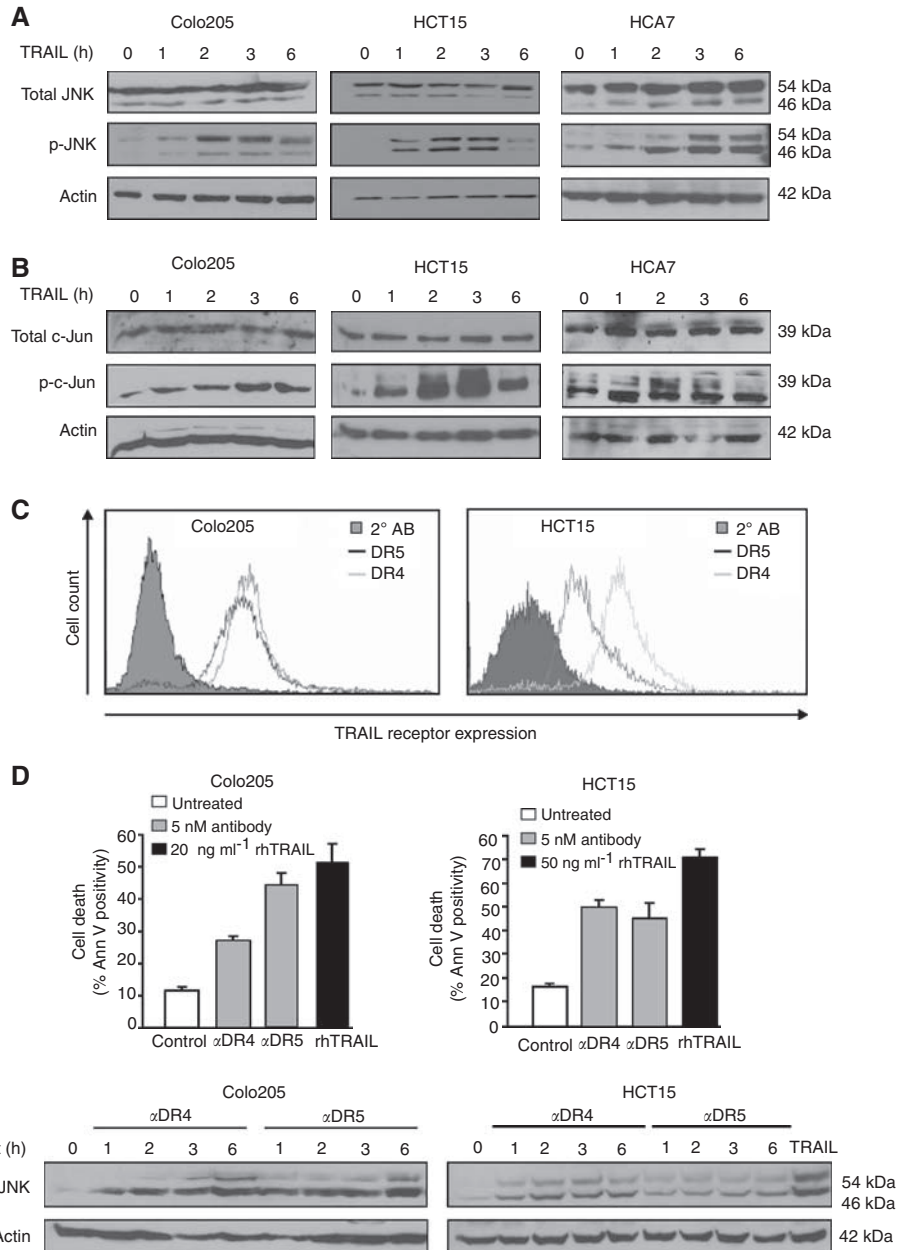 A
Colo205 HCT15 HCA7
TRAIL (h) 0 1 2 3 6 0 1 2 3 6 0 1 2 3 6
Total JNK 54 kDa
46 kDa
p-JNK 54 kDa
46 kDa
Actin 42 kDa
B
Colo205 HCT15 HCA7
TRAIL (h) 0 1 2 3 6 0 1 2 3 6 0 1 2 3 6
Total c-Jun 39 kDa
p-c-Jun 39 kDa
Actin 42 kDa
C
Cell count
Colo205
2° AB
DR5
DR4
HCT15
2° AB
DR5
DR4
TRAIL receptor expression
D
Colo205
Untreated
5 nM antibody
20 ng ml-1 rhTRAIL
Cell death
(% Ann V positivity)
60
50
40
30
20
10
0
Control αDR4 αDR5 rhTRAIL
HCT15
Untreated
5 nM antibody
50 ng ml-1 rhTRAIL
Cell death
(% Ann V positivity)
80
70
60
50
40
30
20
10
0
Control αDR4 αDR5 rhTRAIL
Colo205 HCT15
αDR4 αDR5 αDR4 αDR5
(h) 0 1 2 3 6 1 2 3 6 0 1 2 3 6 1 2 3 6 TRAIL
JNK 54 kDa
46 kDa
Actin 42 kDa